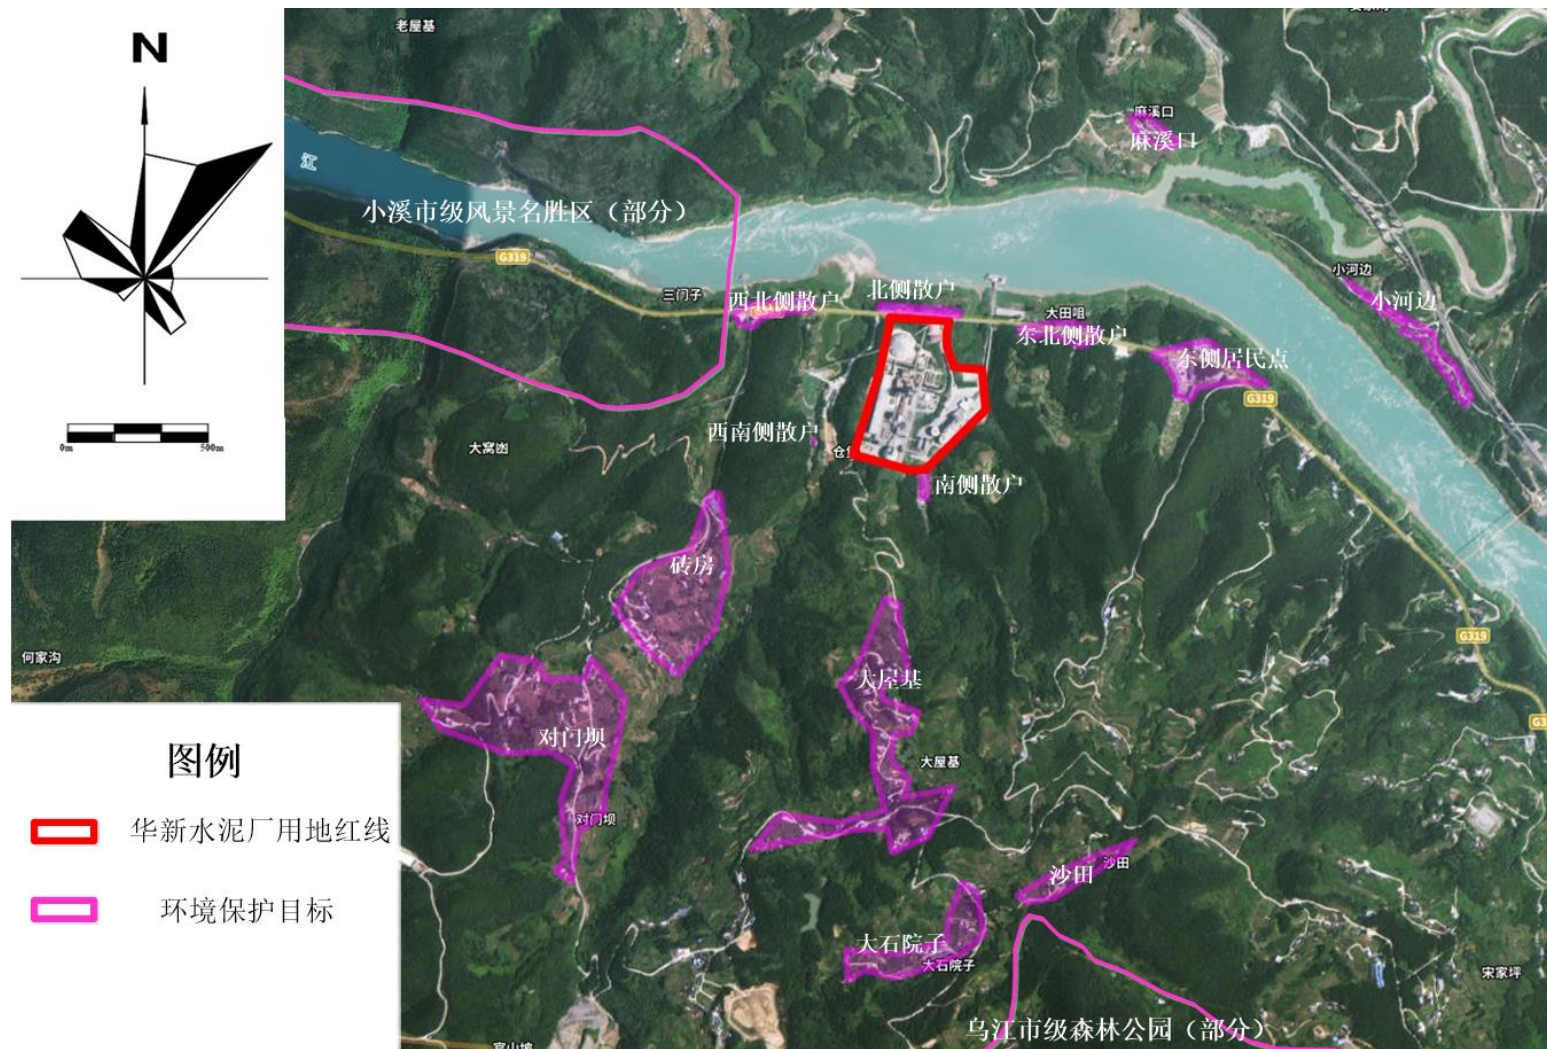 N
老屋基
麻溪口
麻溪口
江
小溪市级风景名胜区（部分）
G319
三门子
西北侧散户
北侧散户
大田咀
东北侧散户
小河边
小河边
东侧居民点
G319
0m 500m
大窝凼
西南侧散户
南侧散户
砖房
何家沟
G319
大屋基
对门坝
大屋基
对门坝
沙田
沙田
大石院子
大石院子
宋家坪
乌江市级森林公园（部分）
图例
华新水泥厂用地红线
环境保护目标